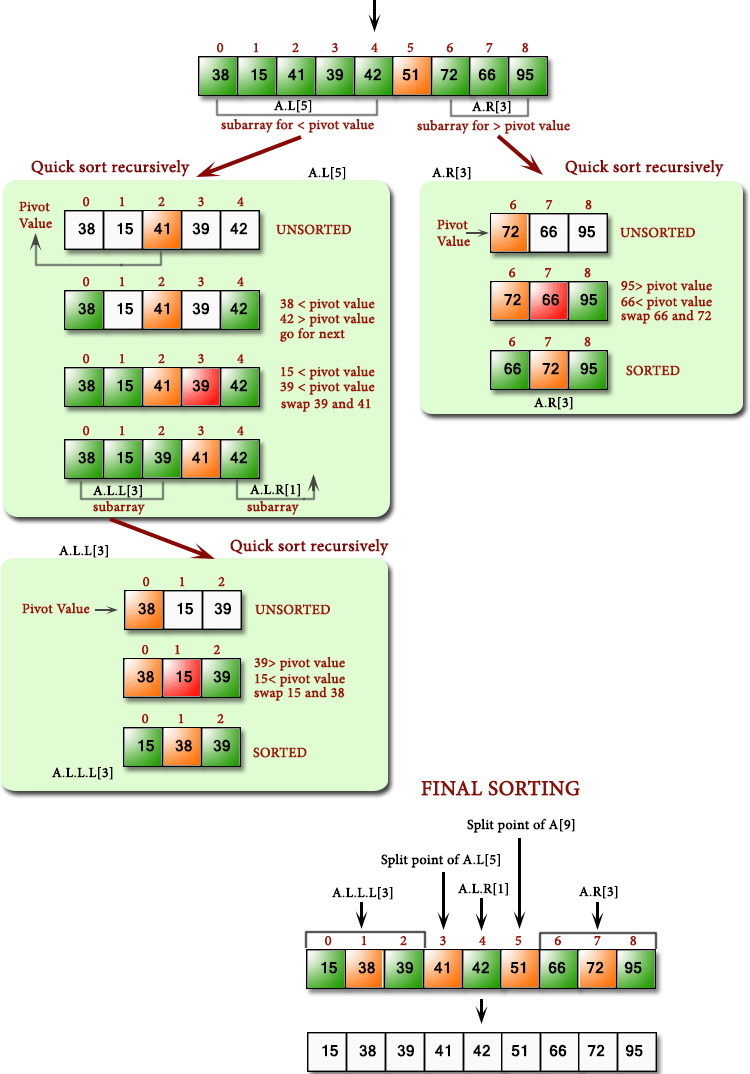 0 1 2 3 4 5 6 7 8
38 15 41 39 42 51 72 66 95
A.L[5] A.R[3]
subarray for < pivot value subarray for > pivot value
Quick sort recursively
A.L[5]
0 1 2 3 4
Pivot
Value
38 15 41 39 42
UNSORTED
0 1 2 3 4
38 15 41 39 42
38 < pivot value
42 > pivot value
go for next
0 1 2 3 4
38 15 41 39 42
15 < pivot value
39 < pivot value
swap 39 and 41
0 1 2 3 4
38 15 39 41 42
A.L.L[3] A.L.R[1]
subarray subarray
A.R[3]
Quick sort recursively
6 7 8
Pivot
Value
72 66 95
UNSORTED
6 7 8
72 66 95
95> pivot value
66< pivot value
swap 66 and 72
6 7 8
66 72 95
SORTED
A.R[3]
A.L.L[3]
Quick sort recursively
0 1 2
Pivot Value
38 15 39
UNSORTED
0 1 2
38 15 39
39> pivot value
15< pivot value
swap 15 and 38
0 1 2
15 38 39
SORTED
A.L.L.L[3]
FINAL SORTING
Split point of A[9]
Split point of A.L[5]
A.L.L.L[3] A.L.R[1] A.R[3]
0 1 2 3 4 5 6 7 8
15 38 39 41 42 51 66 72 95
15 38 39 41 42 51 66 72 95